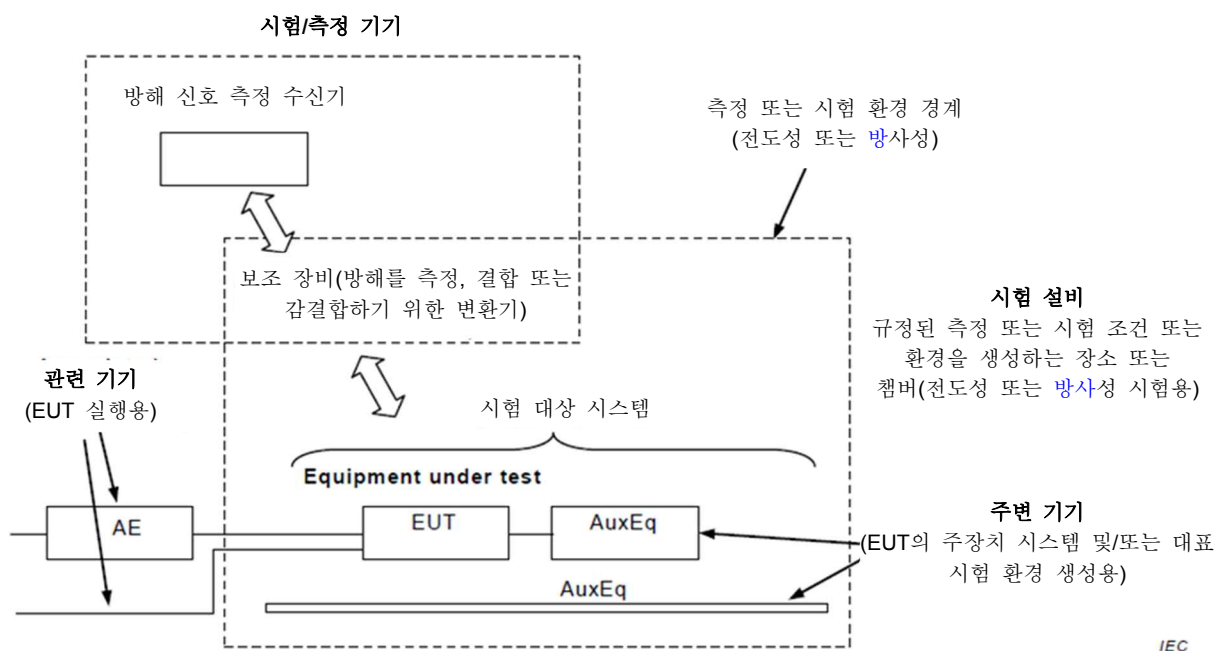 시험/측정 기기
방해 신호 측정 수신기
측정 또는 시험 환경 경계
(전도성 또는 방사성)
보조 장비(방해를 측정, 결합 또는
감결합하기 위한 변환기)
시험 설비
규정된 측정 또는 시험 조건 또는
환경을 생성하는 장소 또는
챔버(전도성 또는 방사성 시험용)
관련 기기
(EUT 실행용)
시험 대상 시스템
Equipment under test
AE
EUT
AuxEq
주변 기기
(EUT의 주장치 시스템 및/또는 대표
시험 환경 생성용)
AuxEq
IEC